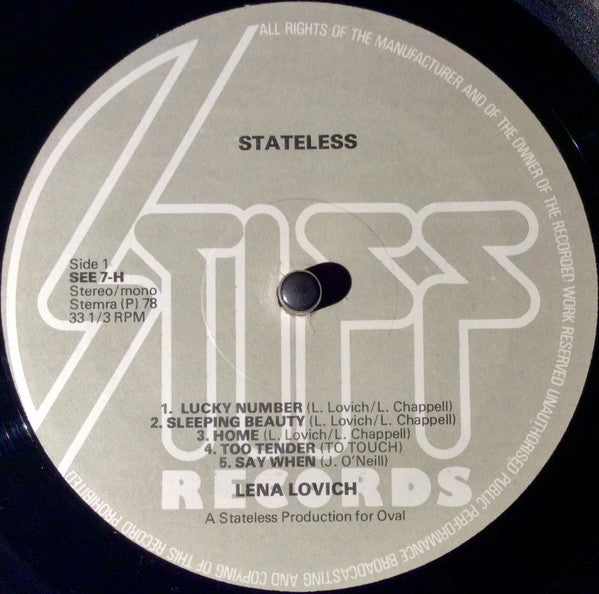 ALL RIGHTS OF THE MANUFACTURER AND OF THE OWNER OF THE RECORDED WORK RESERVED UNAUTHORISED PUBLIC PERFORMANCE BROADCASTING AND COPYING OF THIS RECORD PROHIBITED
STATELESS
STIFF
Side 1
SEE 7-H
Stereo/mono
Stemra (P) 78
33 1/3 RPM
1. LUCKY NUMBER (L. Lovich/L. Chappell)
2. SLEEPING BEAUTY (L. Lovich/L. Chappell)
3. HOME (L. Lovich/L. Chappell)
4. TOO TENDER (TO TOUCH)
5. SAY WHEN (J. O'Neill)
RECORDS
LENA LOVICH
A Stateless Production for Oval